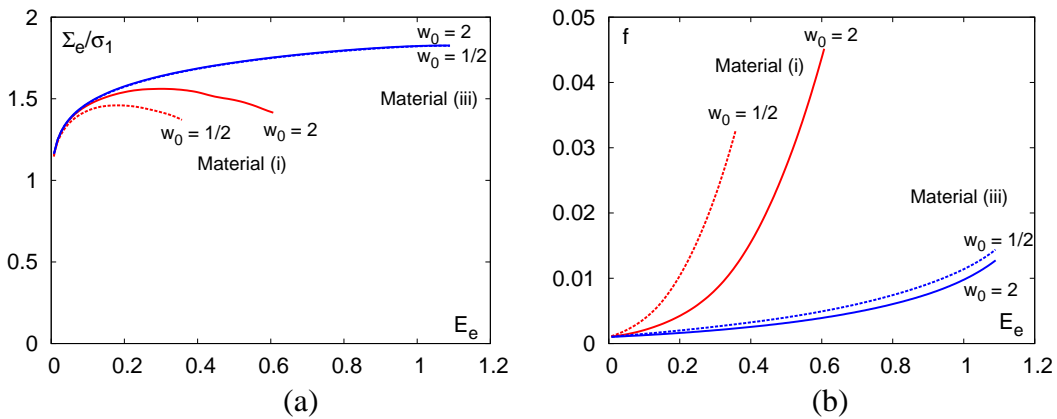 2
1.5
1
0.5
0
0 0.2 0.4 0.6 0.8 1 1.2
Σe/σ1
w0 = 2
w0 = 1/2
Material (iii)
w0 = 1/2
w0 = 2
Material (i)
Ee
(a)
0.05
0.04
0.03
0.02
0.01
0
0 0.2 0.4 0.6 0.8 1 1.2
f
w0 = 2
Material (i)
w0 = 1/2
Material (iii)
w0 = 1/2
w0 = 2
Ee
(b)